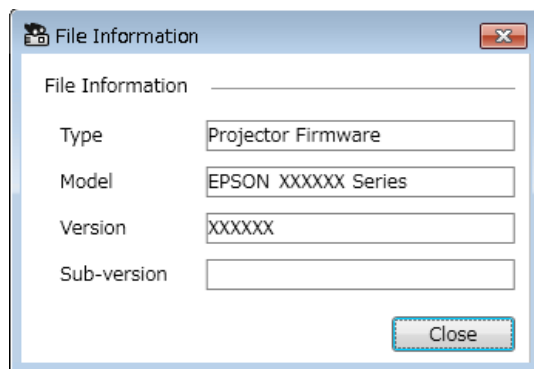 File Information
File Information
Type Projector Firmware
Model EPSON XXXXXX Series
Version XXXXXX
Sub-version
Close